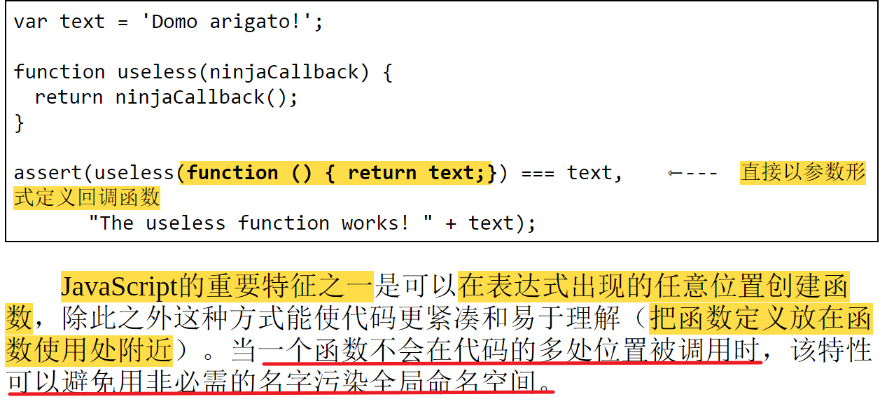 var text = 'Domo arigato!';
function useless(ninjaCallback) {
  return ninjaCallback();
}
assert(useless(function () { return text;}) === text,    ←--- 直接以参数形
式定义回调函数
      "The useless function works! " + text);
JavaScript的重要特征之一是可以在表达式出现的任意位置创建函
数，除此之外这种方式能使代码更紧凑和易于理解（把函数定义放在函
数使用处附近）。当一个函数不会在代码的多处位置被调用时，该特性
可以避免用非必需的名字污染全局命名空间。